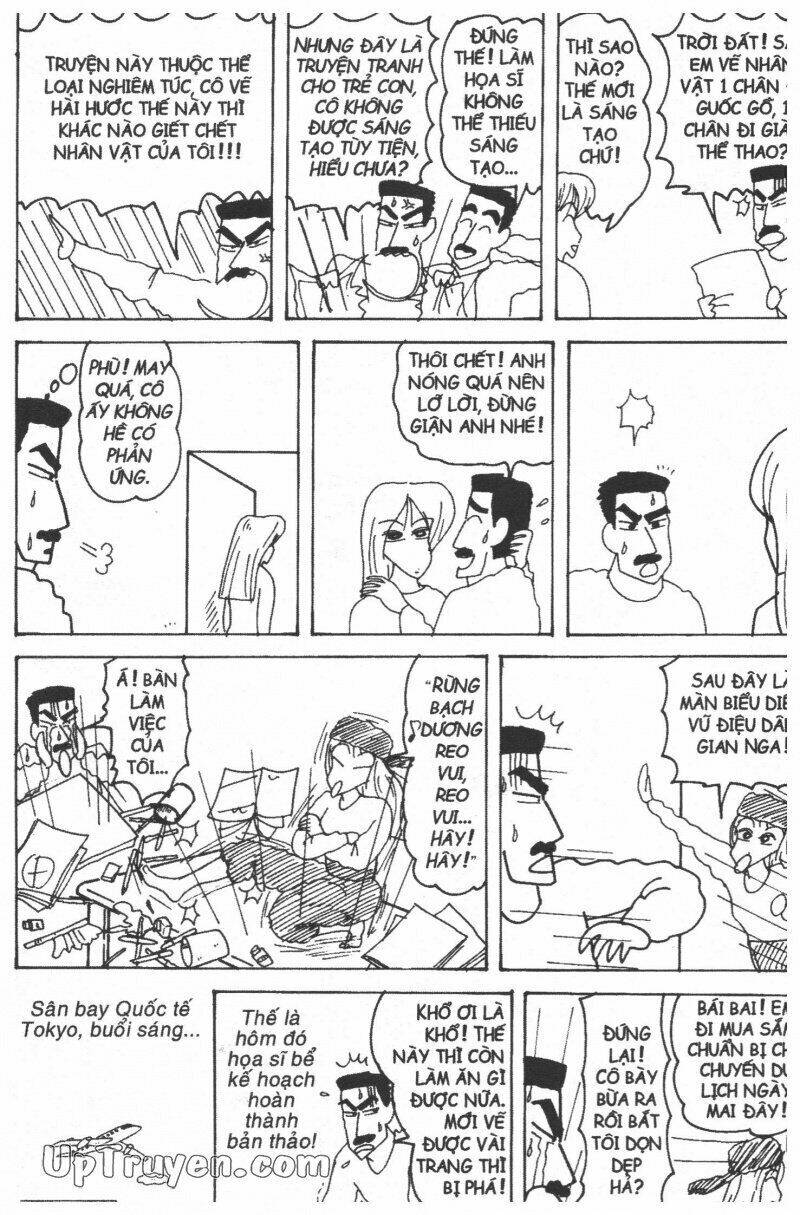 TRỜI ĐẤT!
EM VẼ NHÂN
VẬT 1 CHÂN
GUỐC GỖ, 1
CHÂN ĐI
THỂ THAO?
THÌ SAO
NÀO?
THẾ MỚI
LÀ SÁNG
TẠO
CHỨ!
ĐÚNG
THẾ! LÀM
HỌA SĨ
KHÔNG
THỂ THIẾU
SÁNG
TẠO...
NHƯNG ĐÂY LÀ
TRUYỆN TRANH
CHO TRẺ CON,
CÔ KHÔNG
ĐƯỢC SÁNG
TẠO TÙY TIỆN,
HIỂU CHƯA?
TRUYỆN NÀY THUỘC THỂ
LOẠI NGHIÊM TÚC, CÔ VẼ
HÀI HƯỚC THẾ NÀY THÌ
KHÁC NÀO GIẾT CHẾT
NHÂN VẬT CỦA TÔI!!!
THÔI CHẾT! ANH
NÓNG QUÁ NÊN
LỠ LỜI, ĐỪNG
GIẬN ANH NHÉ!
PHÙ! MAY
QUÁ, CÔ
ẤY KHÔNG
HỀ CÓ
PHẢN
ỨNG.
SAU ĐÂY LÀ
MÀN BIỂU
VŨ ĐIỆU DÂN
GIAN NGA!
"RỪNG
BẠCH
DƯƠNG
REO
VUI,
REO
VUI...
HÂY!
HÂY!"
Á! BÀN
LÀM
VIỆC
CỦA
TÔI...
BÁI BAI! EM
ĐI MUA SẮM
CHUẨN BỊ
CHUYẾN DU
LỊCH NGÀY
MAI ĐÂY!
ĐỨNG
LẠI!
CÔ BÀY
BỪA RA
RỒI BẮT
TÔI DỌN
DẸP
HẢ?
KHỔ ƠI LÀ
KHỔ! THẾ
NÀY THÌ CÒN
LÀM ĂN GÌ
ĐƯỢC NỮA.
MỚI VẼ
ĐƯỢC VÀI
TRANG THÌ
BỊ PHÁ!
Thế là
hôm đó
họa sĩ bể
kế hoạch
hoàn
thành
bản thảo!
Sân bay Quốc tế
Tokyo, buổi sáng...
UpTruyen.com